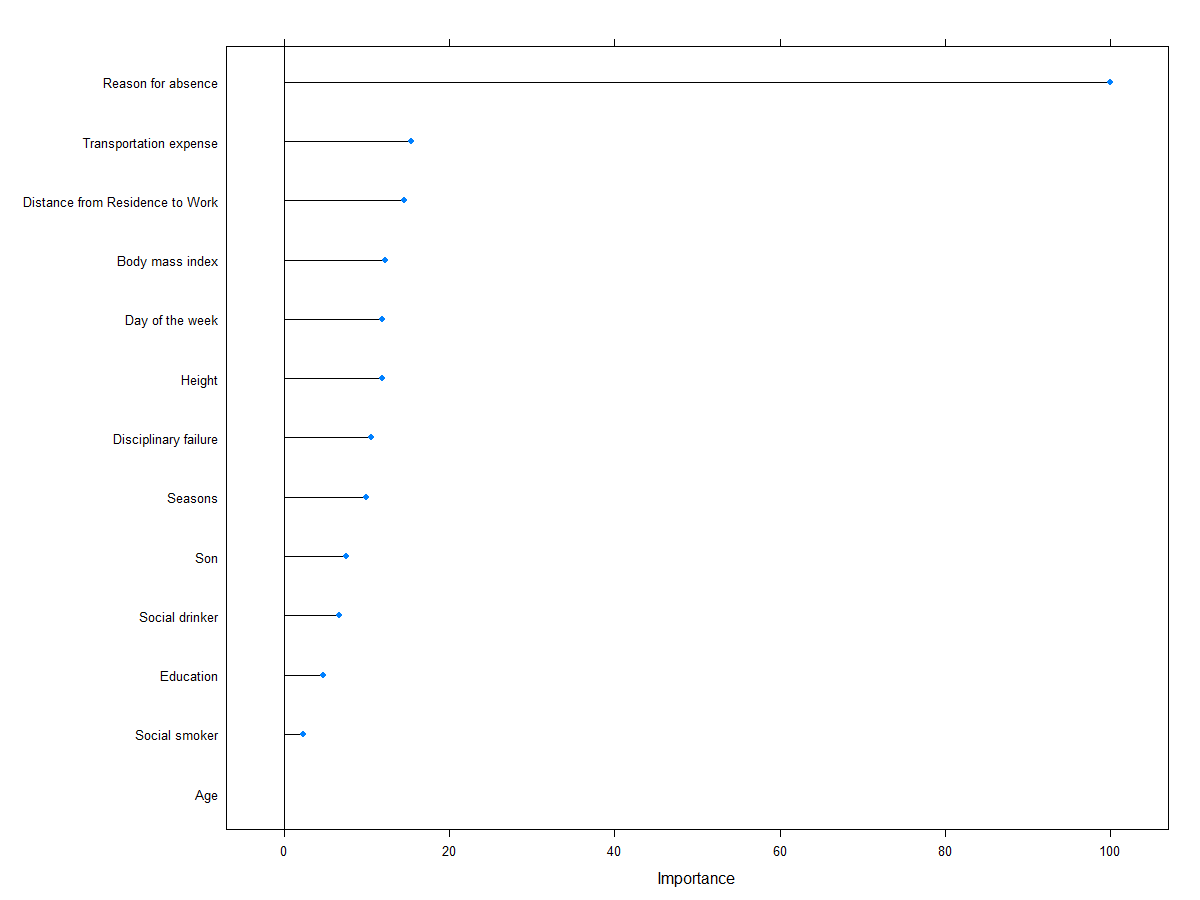 Reason for absence
Transportation expense
Distance from Residence to Work
Body mass index
Day of the week
Height
Disciplinary failure
Seasons
Son
Social drinker
Education
Social smoker
Age
0 20 40 60 80 100
Importance